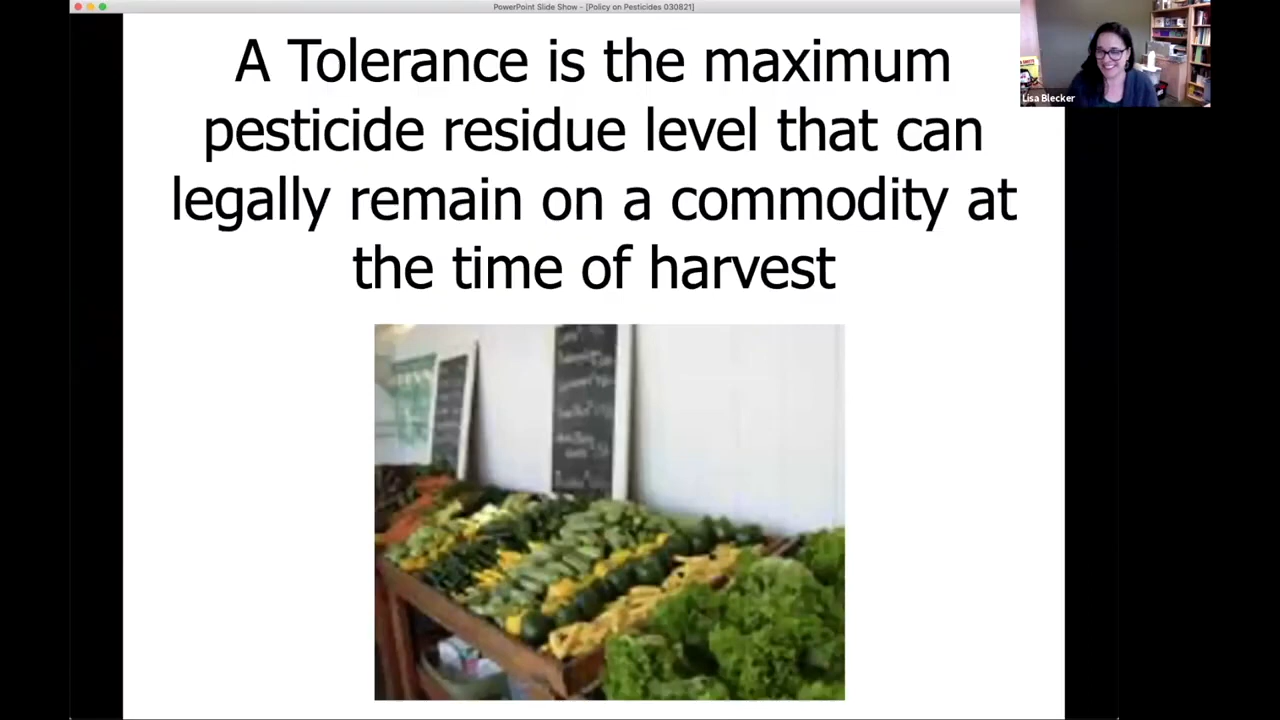 PowerPoint Slide Show - [Policy on Pesticides 030821]
A Tolerance is the maximum
pesticide residue level that can
legally remain on a commodity at
the time of harvest
Lisa Blecker